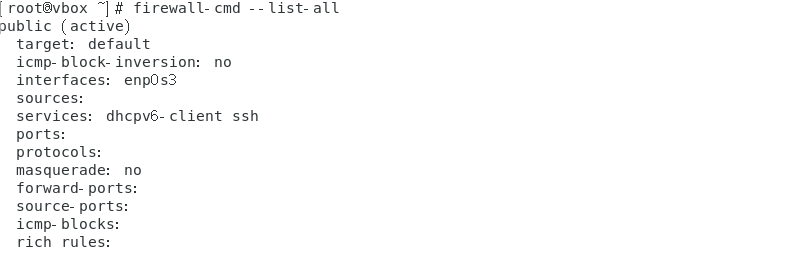 [root@vbox ~]# firewall-cmd --list-all
public (active)
  target: default
  icmp-block-inversion: no
  interfaces: enp0s3
  sources:
  services: dhcpv6-client ssh
  ports:
  protocols:
  masquerade: no
  forward-ports:
  source-ports:
  icmp-blocks:
  rich rules: